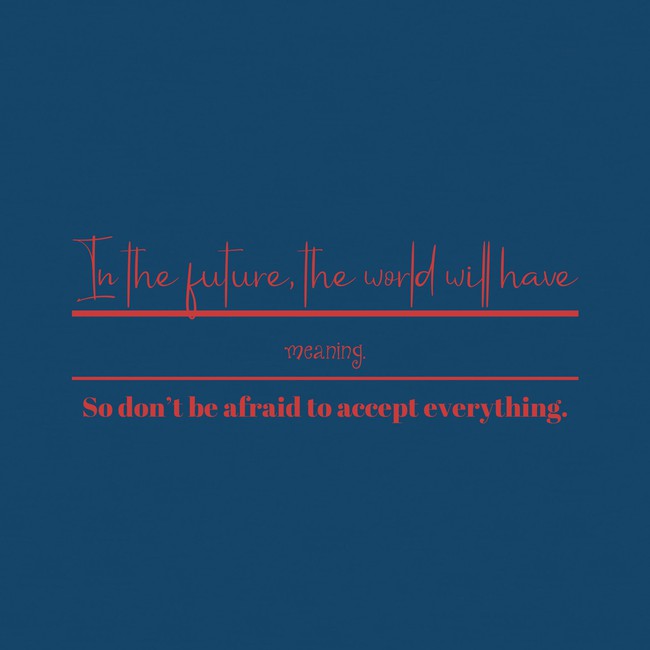 In the future, the world will have
meaning.
So don’t be afraid to accept everything.